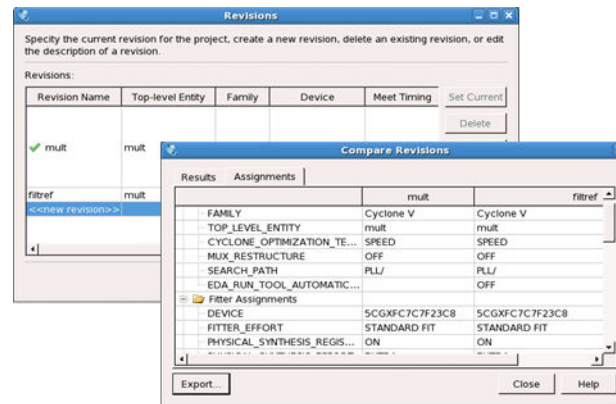 Revisions
Specify the current revision for the project, create a new revision, delete an existing revision, or edit
the description of a revision.
Revisions:
Revision Name Top-level Entity Family Device Meet Timing Set Current
Delete
mult mult
filtref mult
<<new revision>>
Compare Revisions
Results Assignments
mult filtref
FAMILY Cyclone V Cyclone V
TOP_LEVEL_ENTITY mult mult
CYCLONE_OPTIMIZATION_TE... SPEED SPEED
MUX_RESTRUCTURE OFF OFF
SEARCH_PATH PLL/ PLL/
EDA_RUN_TOOL_AUTOMATIC... OFF
Fitter Assignments
DEVICE 5CGXFC7C7F23C8 5CGXFC7C7F23C8
FITTER_EFFORT STANDARD FIT STANDARD FIT
PHYSICAL_SYNTHESIS_REGIS... ON ON
Export... Close Help